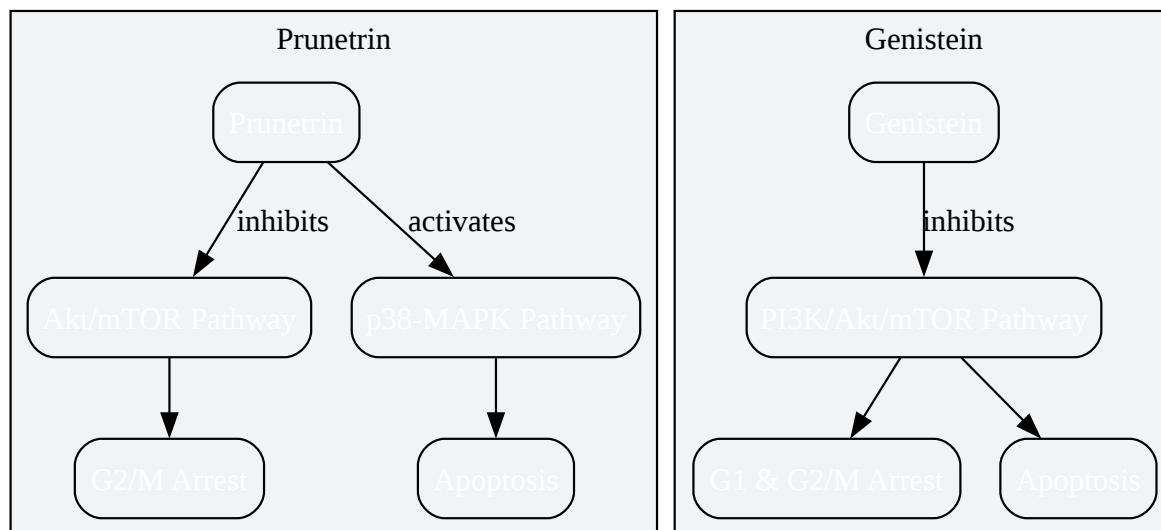 Prunetrin
Prunetrin
inhibits
activates
Akt/mTOR Pathway
p38-MAPK Pathway
G2/M Arrest
Apoptosis
Genistein
Genistein
inhibits
PI3K/Akt/mTOR Pathway
G1 & G2/M Arrest
Apoptosis